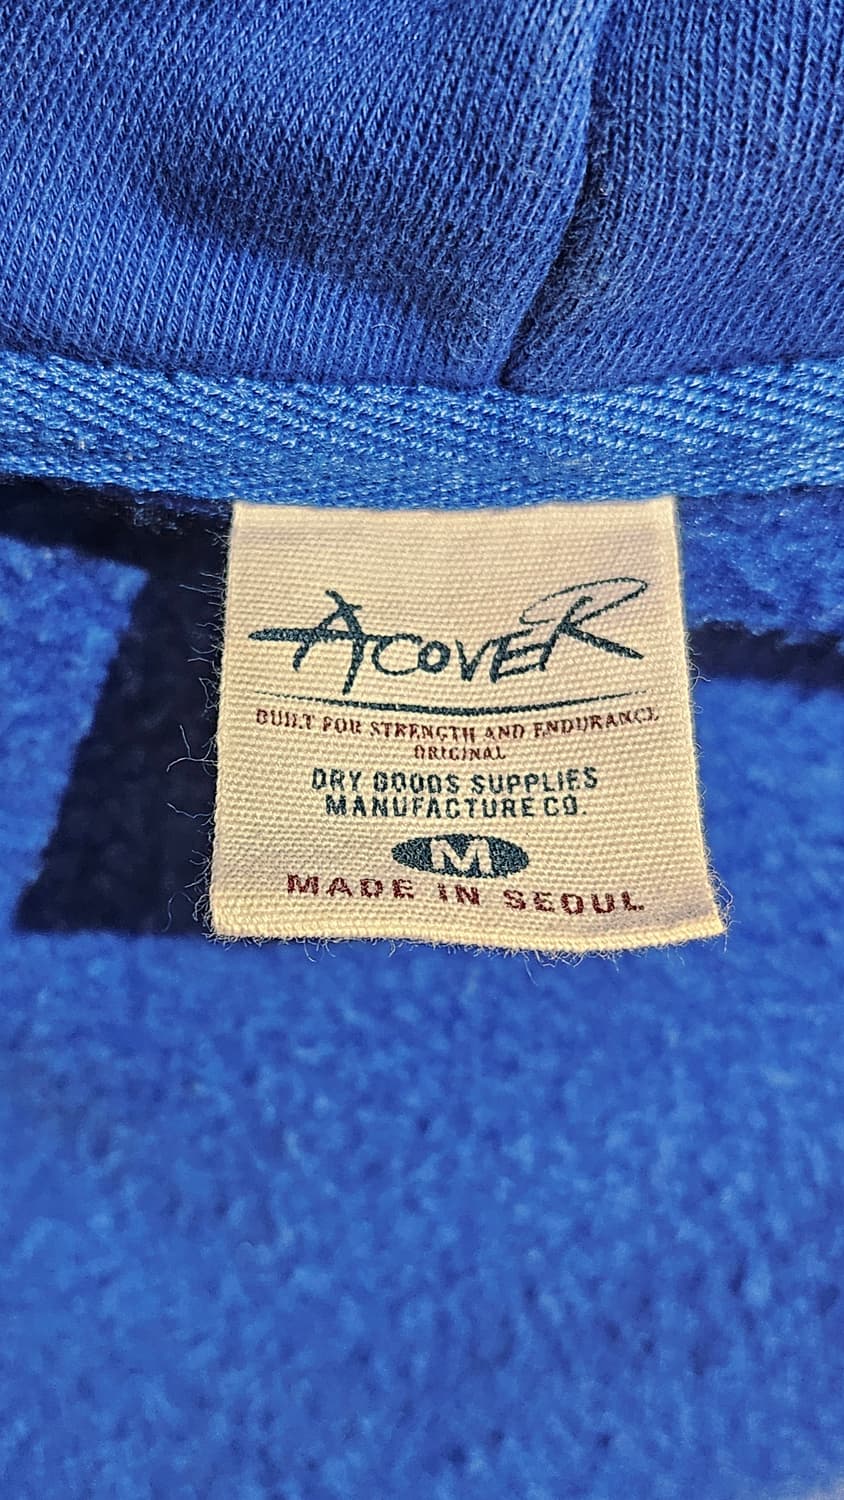 ACOVER
BUILT FOR STRENGTH AND ENDURANCE
ORIGINAL
DRY GOODS SUPPLIES
MANUFACTURE CO.
M
MADE IN SEOUL